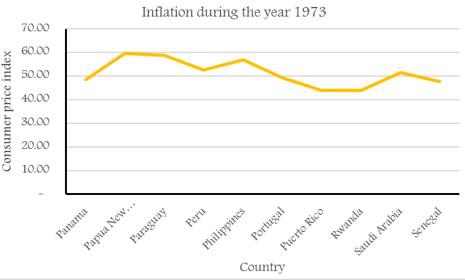 Inflation during the year 1973
Consumer price index
70.00
60.00
50.00
40.00
30.00
20.00
10.00
-
Panama
Papua New...
Paraguay
Peru
Philippines
Portugal
Puerto Rico
Rwanda
Saudi Arabia
Senegal
Country